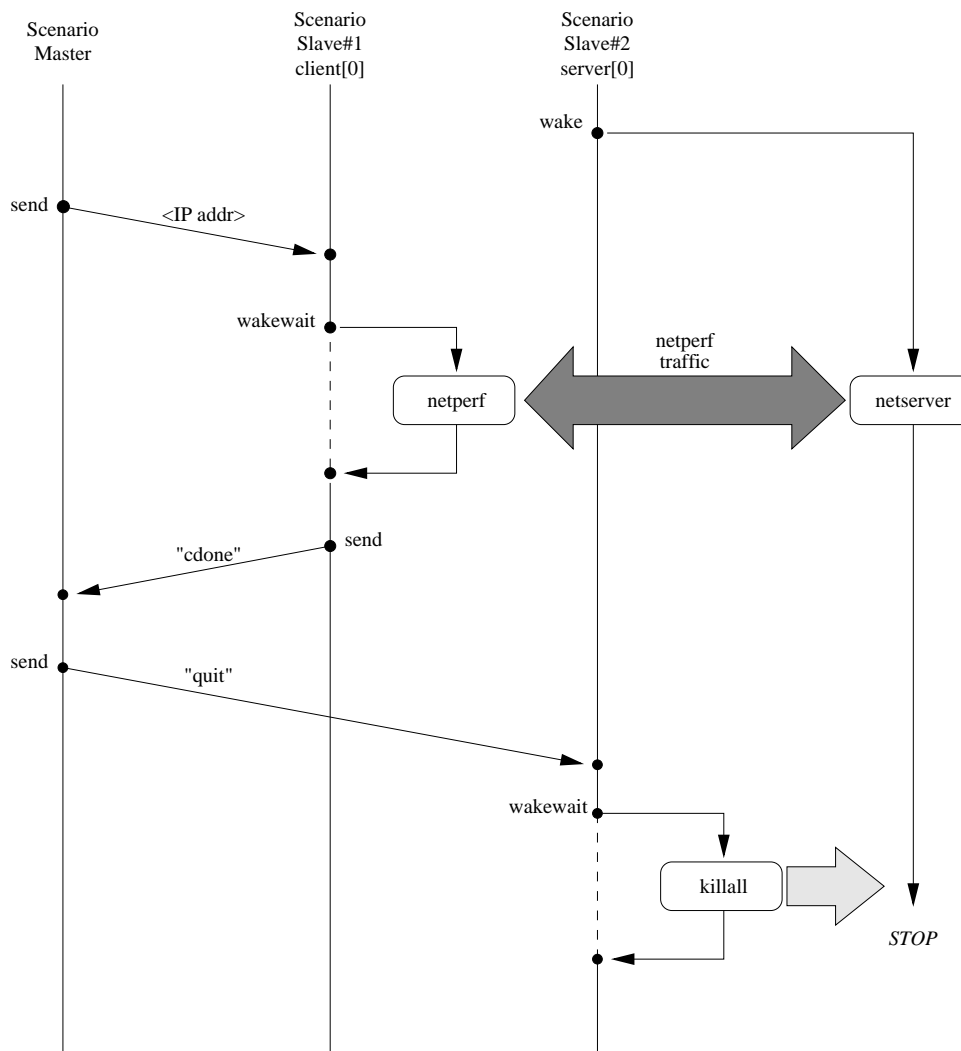 Scenario
Master
Scenario
Slave#1
client[0]
Scenario
Slave#2
server[0]
wake
send
<IP addr>
wakewait
netperf
traffic
netperf
netserver
send
"cdone"
send
"quit"
wakewait
killall
STOP